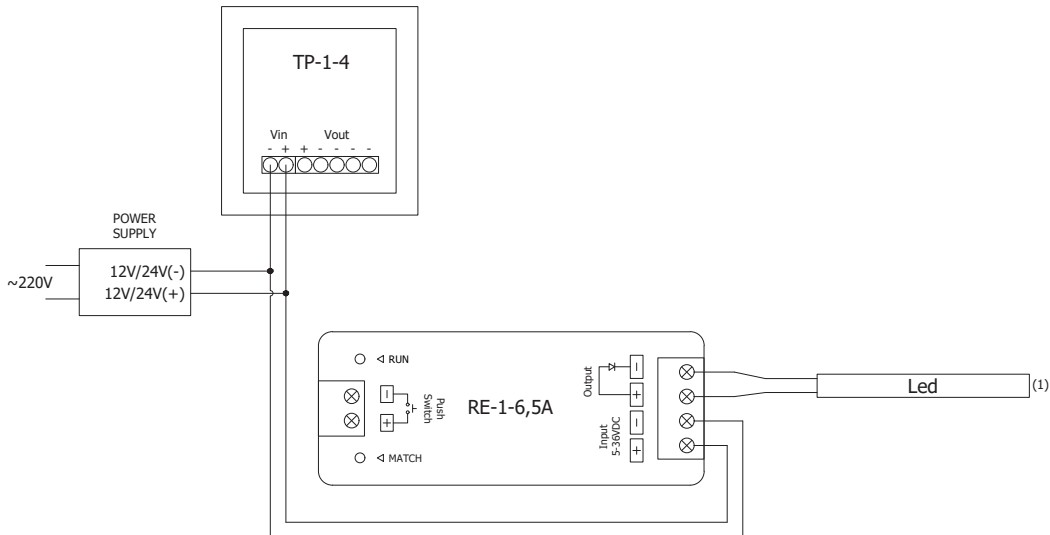 TP-1-4
Vin Vout
- + + - - - -
POWER
SUPPLY
12V/24V(-)
12V/24V(+)
~220V
RUN
Push
Switch
- 
+
RE-1-6,5A
MATCH
Output
-
+
Input
5-36VDC
-
+
Led
(1)